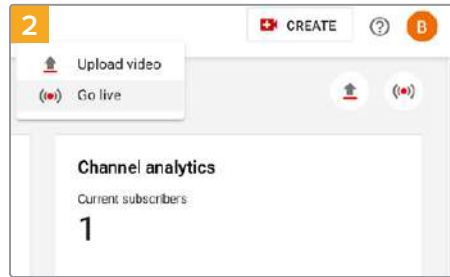 2
CREATE
B
Upload video
Go live
Channel analytics
Current subscribers
1